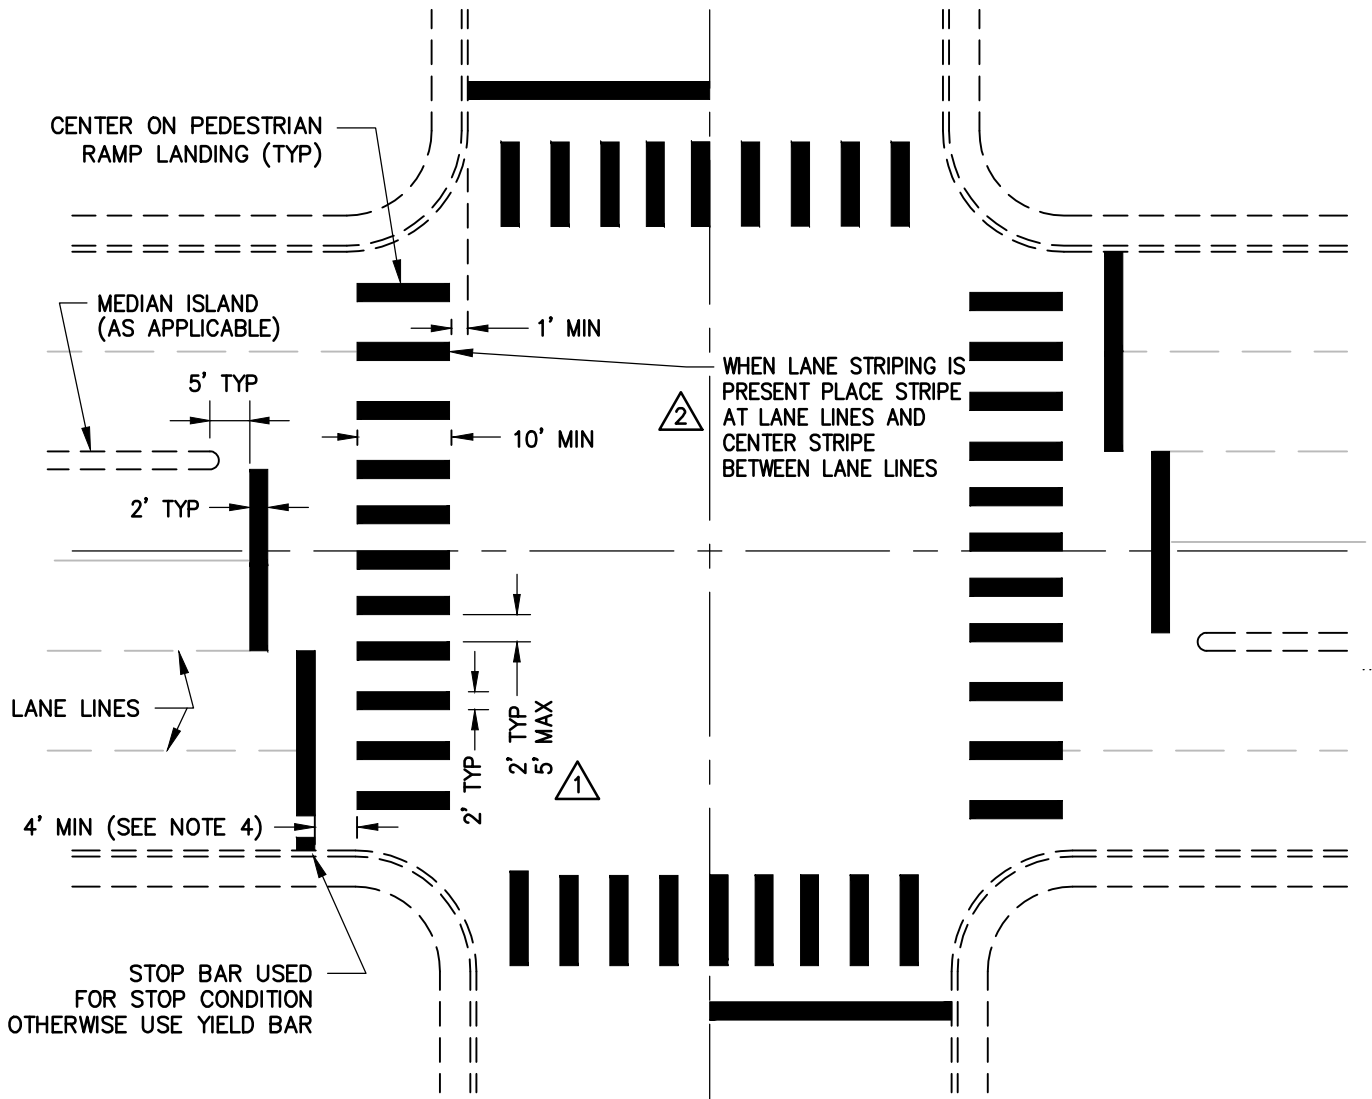 CENTER ON PEDESTRIAN
RAMP LANDING (TYP)
MEDIAN ISLAND
(AS APPLICABLE)
1' MIN
WHEN LANE STRIPING IS
PRESENT PLACE STRIPE
AT LANE LINES AND
CENTER STRIPE
BETWEEN LANE LINES
2
5' TYP
10' MIN
2' TYP
LANE LINES
2' TYP
2' TYP
5' MAX
1
4' MIN (SEE NOTE 4)
STOP BAR USED
FOR STOP CONDITION
OTHERWISE USE YIELD BAR